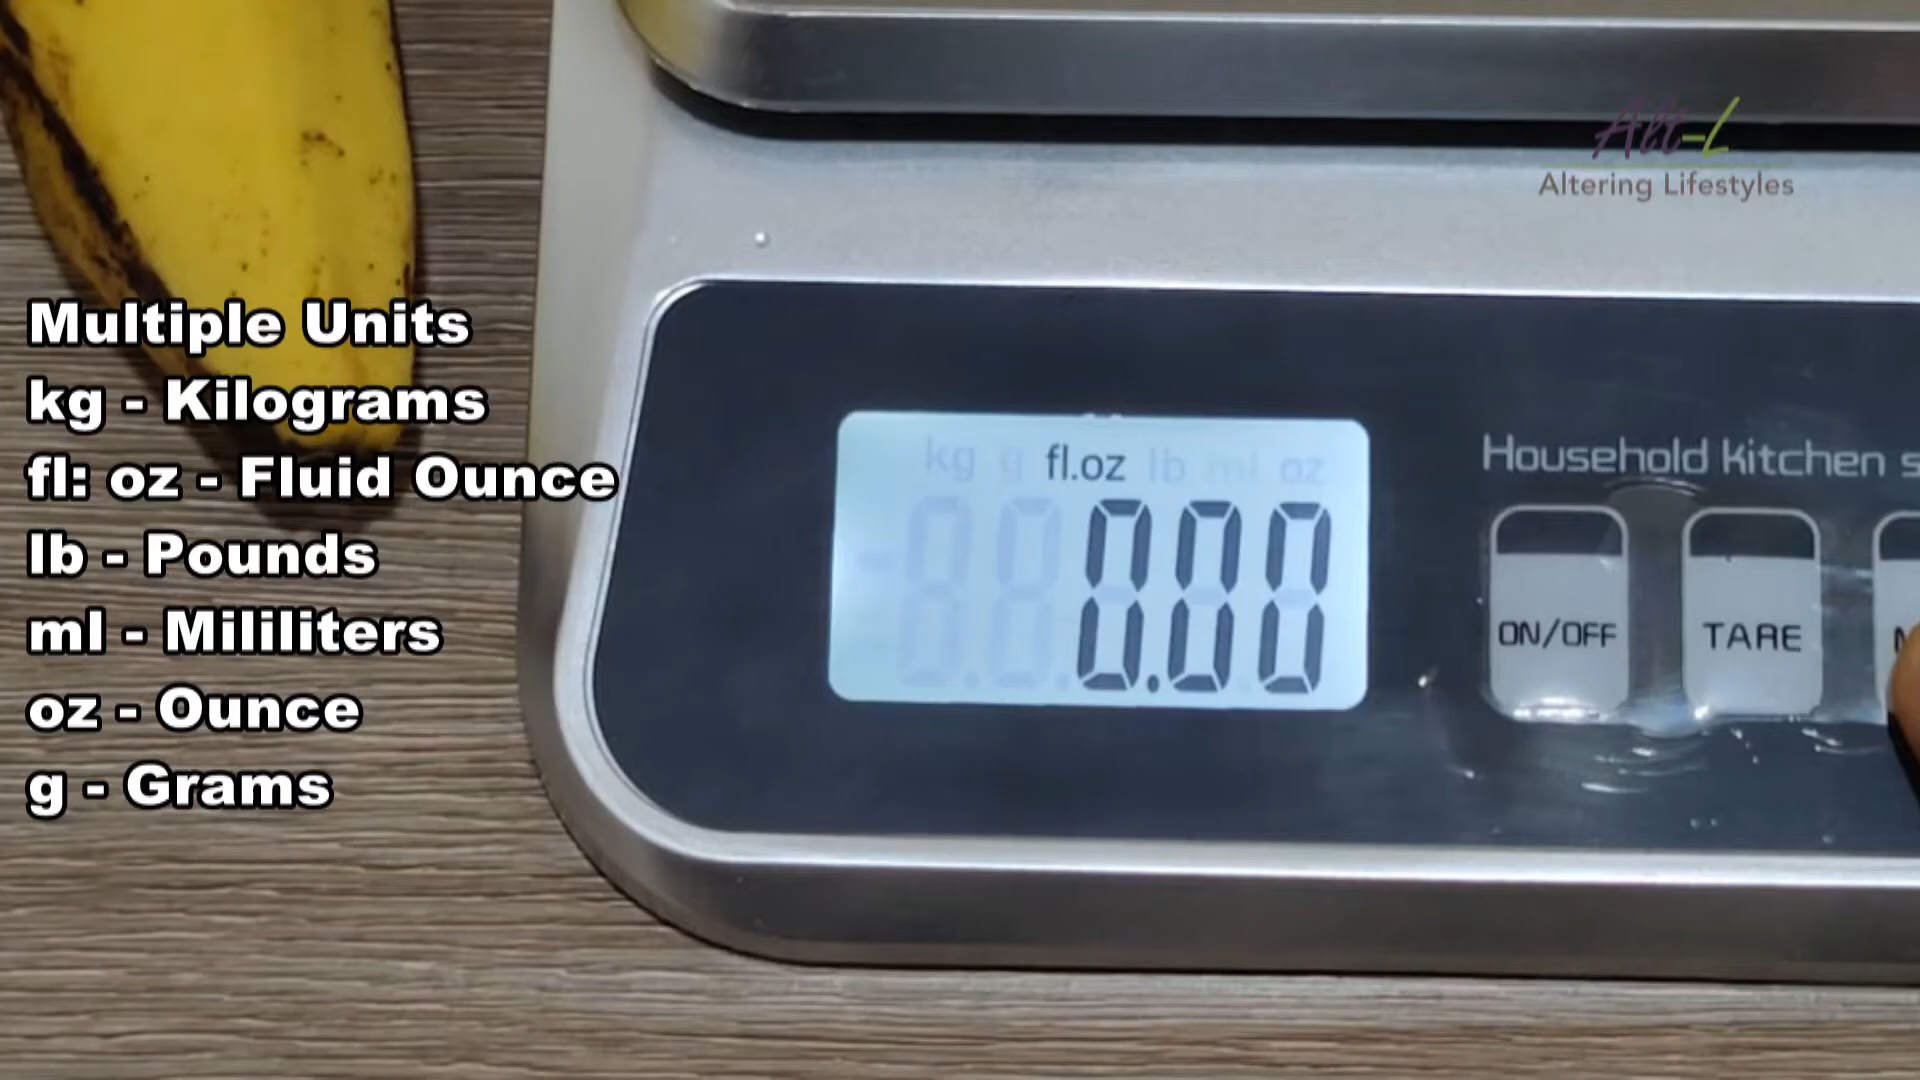 Alt-L
Altering Lifestyles
Multiple Units
kg - Kilograms
fl: oz - Fluid Ounce
lb - Pounds
ml - Mililiters
oz - Ounce
g - Grams
kg g fl.oz lb ml oz
0.00
Household kitchen
ON/OFF
TARE